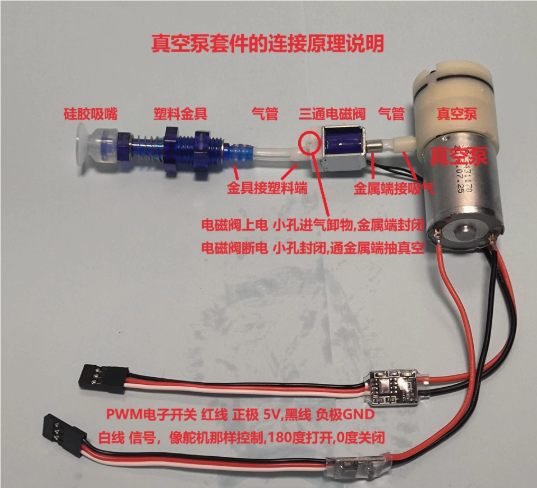 真空泵套件的连接原理说明
硅胶吸嘴 塑料金具 气管 三通电磁阀 气管 真空泵
真空泵
金具接塑料端 金属端接吸气
电磁阀上电 小孔进气卸物,金属端封闭
电磁阀断电 小孔封闭,通金属端抽真空
PWM电子开关 红线 正极 5V,黑线 负极GND
白线 信号，像舵机那样控制,180度打开,0度关闭